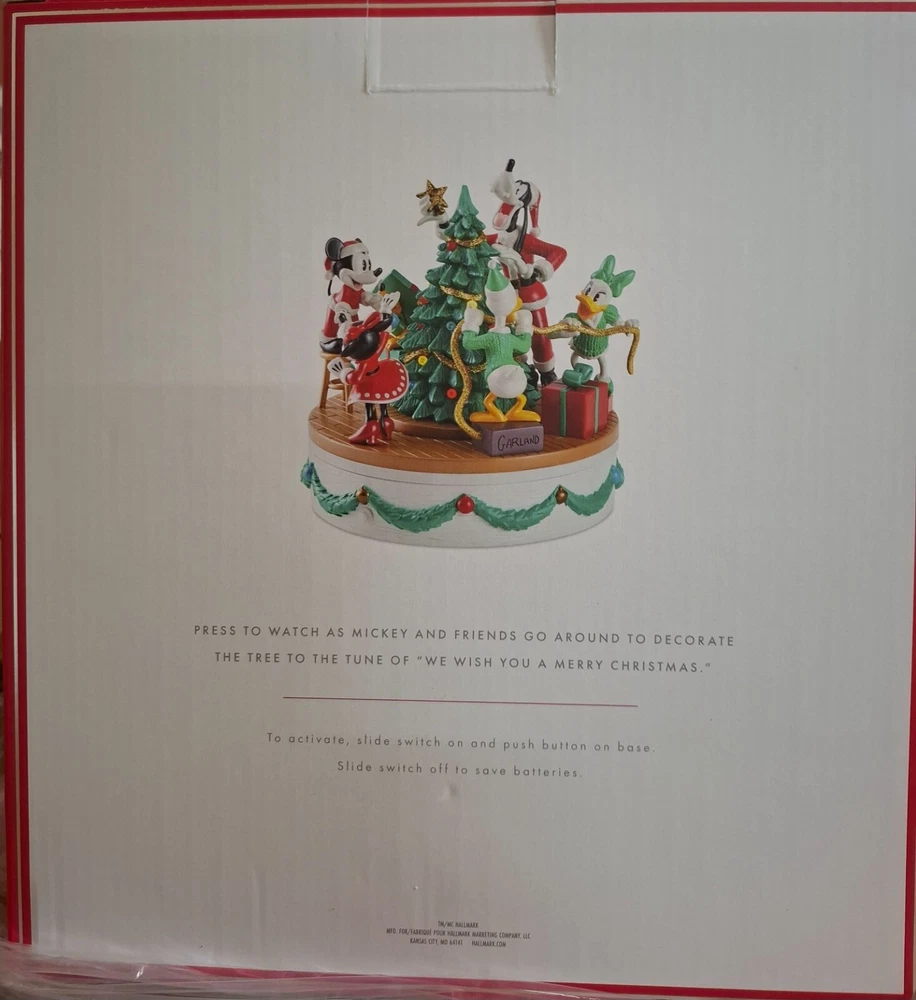 GARLAND
PRESS TO WATCH AS MICKEY AND FRIENDS GO AROUND TO DECORATE
THE TREE TO THE TUNE OF "WE WISH YOU A MERRY CHRISTMAS."
To activate, slide switch on and push button on base.
Slide switch off to save batteries.
TM/MC HALLMARK
MFD. FOR/FABRIQUÉ POUR HALLMARK MARKETING COMPANY, LLC
KANSAS CITY, MO 64141 HALLMARK.COM